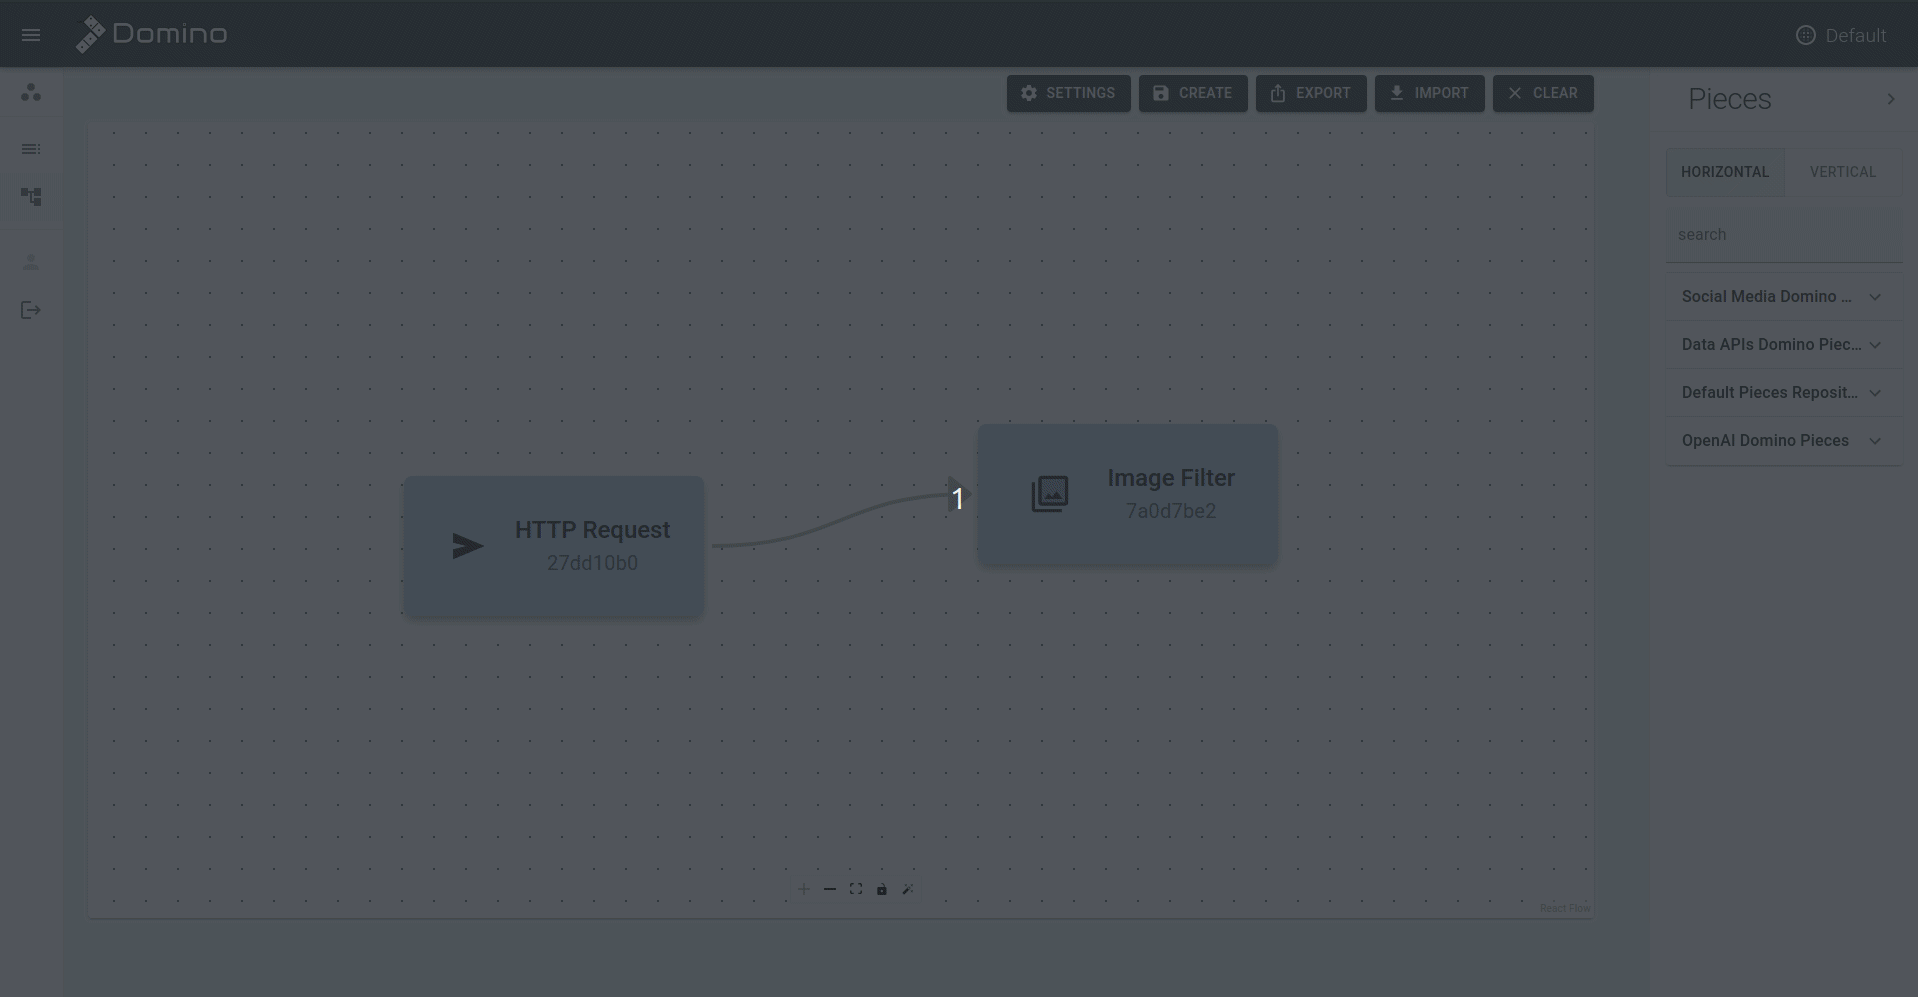 Domino
Default
SETTINGS
CREATE
EXPORT
IMPORT
CLEAR
Pieces
HORIZONTAL
VERTICAL
search
Social Media Domino ...
Data APIs Domino Piec...
Default Pieces Reposit...
OpenAI Domino Pieces
HTTP Request
27dd10b0
1
Image Filter
7a0d7be2
React Flow